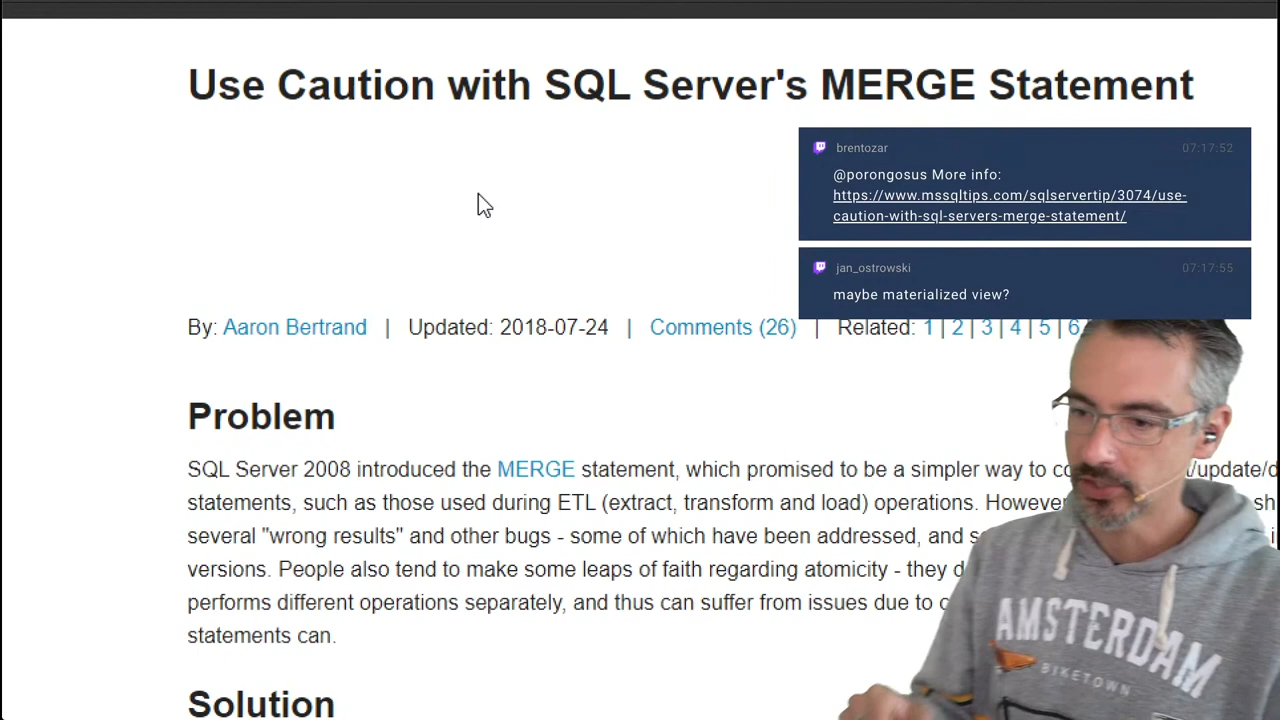 Use Caution with SQL Server's MERGE Statement
brentozar 07:17:52
@porongosus More info:
https://www.mssqltips.com/sqlservertip/3074/use-
caution-with-sql-servers-merge-statement/
jan_ostrowski 07:17:55
maybe materialized view?
By: Aaron Bertrand | Updated: 2018-07-24 | Comments (26) | Related: 1 | 2 | 3 | 4 | 5 | 6
Problem
SQL Server 2008 introduced the MERGE statement, which promised to be a simpler way to
statements, such as those used during ETL (extract, transform and load) operations.
several "wrong results" and other bugs - some of which have been addressed, and
versions. People also tend to make some leaps of faith regarding atomicity - they
performs different operations separately, and thus can suffer from issues due to
statements can.
Solution
AMSTERDAM
BIKETOWN